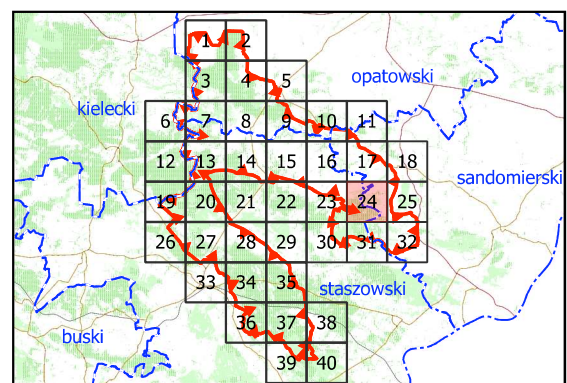 1 2
3 4 5
opatowski
kielecki
6 7 8 9 10 11
12 13 14 15 16 17 18
sandomierski
19 20 21 22 23 24 25
26 27 28 29 30 31 32
33 34 35
staszowski
36 37 38
buski
39 40